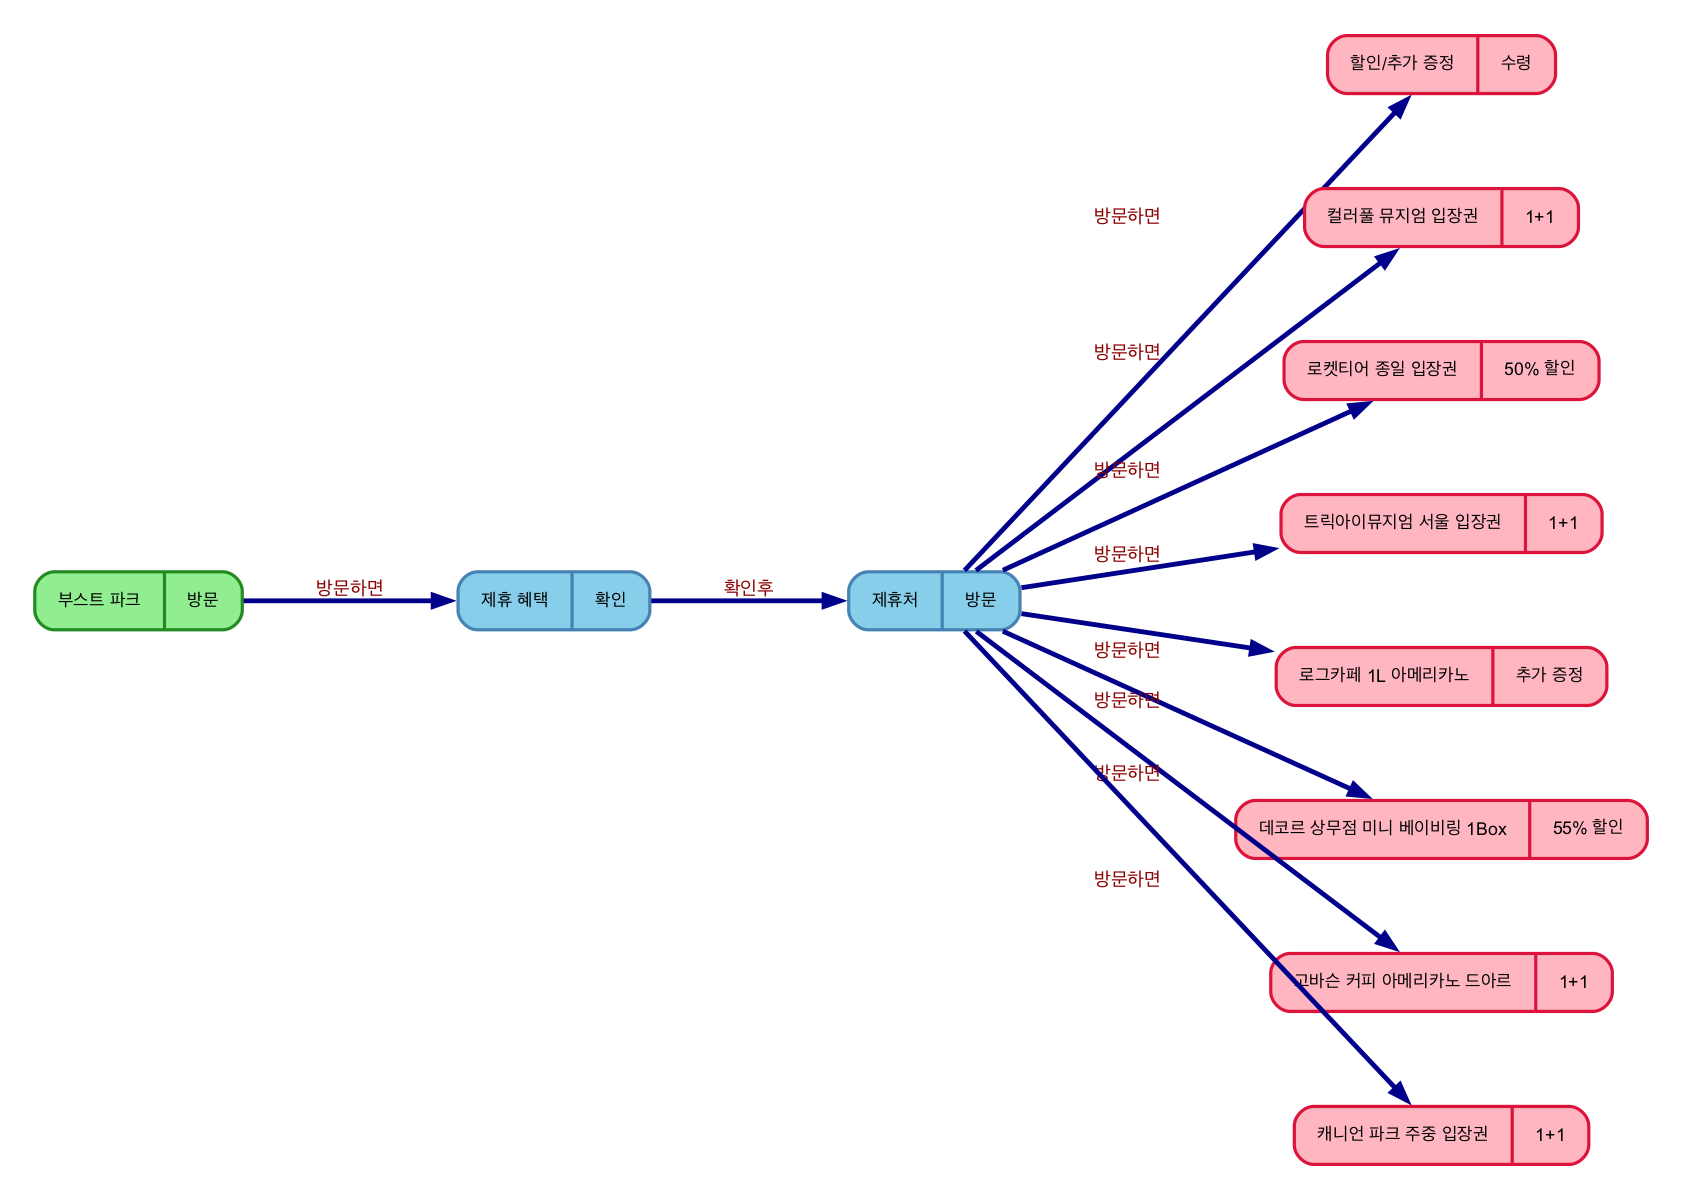 할인/추가 증정 수령
방문하면
컬러풀 뮤지엄 입장권 1+1
방문하면
로켓티어 종일 입장권 50% 할인
방문하면
트릭아이뮤지엄 서울 입장권 1+1
방문하면
부스트 파크 방문
방문하면
제휴 혜택 확인
확인후
제휴처 방문
방문하면
로그카페 1L 아메리카노 추가 증정
방문하면
방문하면
데코르 상무점 미니 베이비링 1Box 55% 할인
방문하면
고바슨 커피 아메리카노 드아르 1+1
캐니언 파크 주중 입장권 1+1